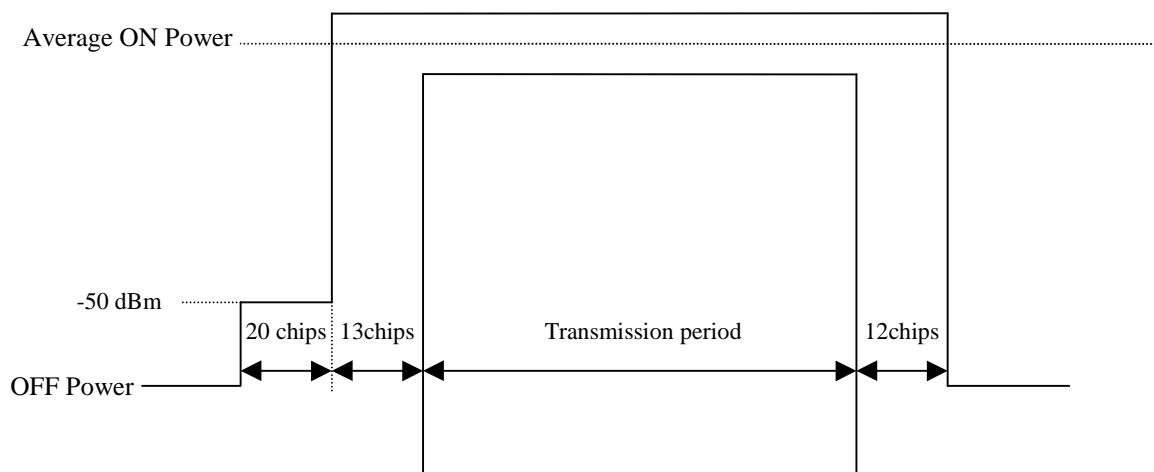 Average ON Power
-50 dBm
20 chips 13chips Transmission period 12chips
OFF Power